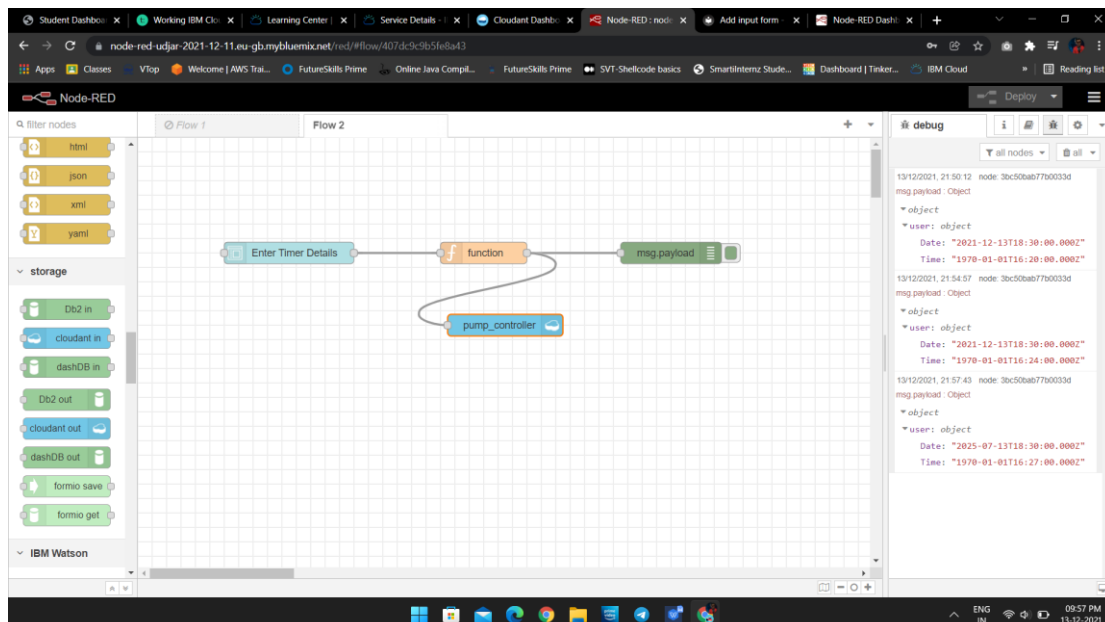 Student Dashboar
Working IBM Clou
Learning Center |
Service Details - I
Cloudant Dashbo
Node-RED : node
Add input form -
Node-RED Dashb
node-red-udjar-2021-12-11.eu-gb.mybluemix.net/red/#flow/407dc9c9b5fe8a43
Apps
Classes
VTop
Welcome | AWS Trai...
FutureSkills Prime
Online Java Compil...
FutureSkills Prime
SVT-Shellcode basics
SmartiInternz Stude...
Dashboard | Tinker...
IBM Cloud
»
Reading list
Node-RED
Deploy
filter nodes
Flow 1
Flow 2
debug
i
all nodes
all
html
json
xml
yaml
storage
Db2 in
cloudant in
dashDB in
Db2 out
cloudant out
dashDB out
formio save
formio get
IBM Watson
Enter Timer Details
f
function
msg.payload
pump_controller
13/12/2021, 21:50:12 node: 3bc50bab77b0033d
msg.payload : Object
object
user: object
Date: "2021-12-13T18:30:00.000Z"
Time: "1970-01-01T16:20:00.000Z"
13/12/2021, 21:54:57 node: 3bc50bab77b0033d
msg.payload : Object
object
user: object
Date: "2021-12-13T18:30:00.000Z"
Time: "1970-01-01T16:24:00.000Z"
13/12/2021, 21:57:43 node: 3bc50bab77b0033d
msg.payload : Object
object
user: object
Date: "2025-07-13T18:30:00.000Z"
Time: "1970-01-01T16:27:00.000Z"
ENG
IN
09:57 PM
13-12-2021